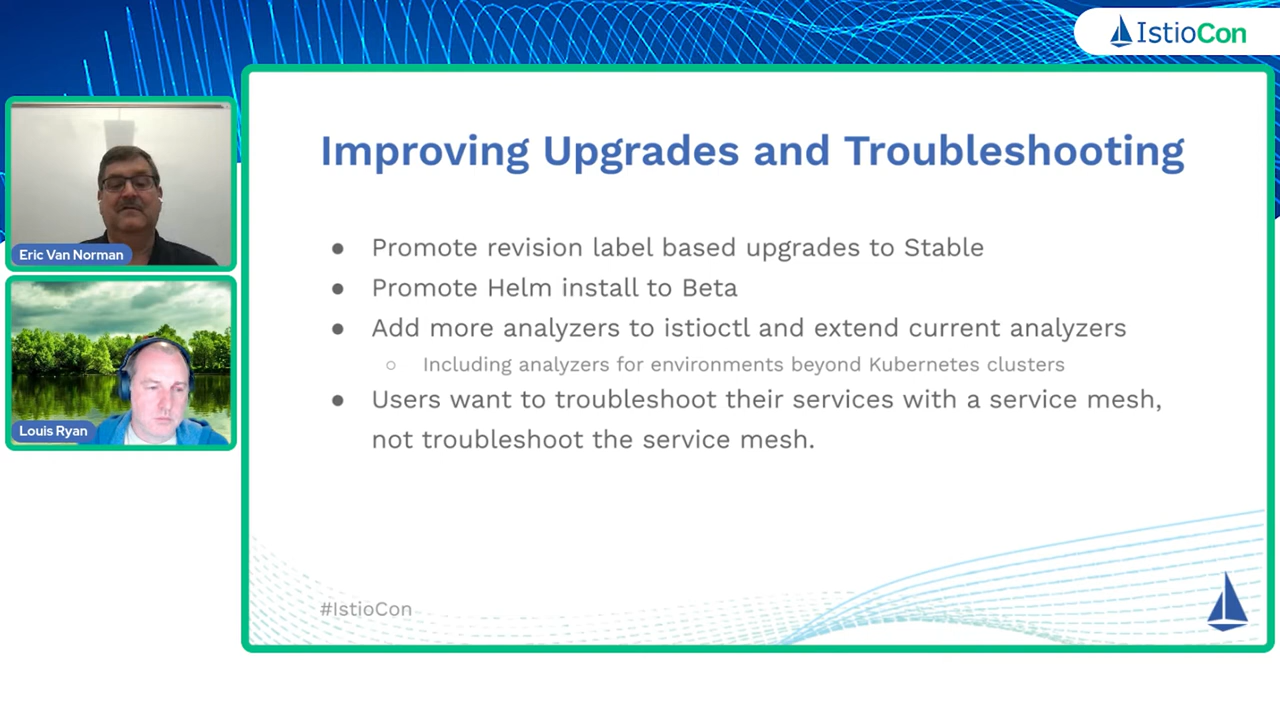 IstioCon
Improving Upgrades and Troubleshooting
● Promote revision label based upgrades to Stable
● Promote Helm install to Beta
● Add more analyzers to istioctl and extend current analyzers
○ Including analyzers for environments beyond Kubernetes clusters
● Users want to troubleshoot their services with a service mesh,
not troubleshoot the service mesh.
#IstioCon
Eric Van Norman
Louis Ryan